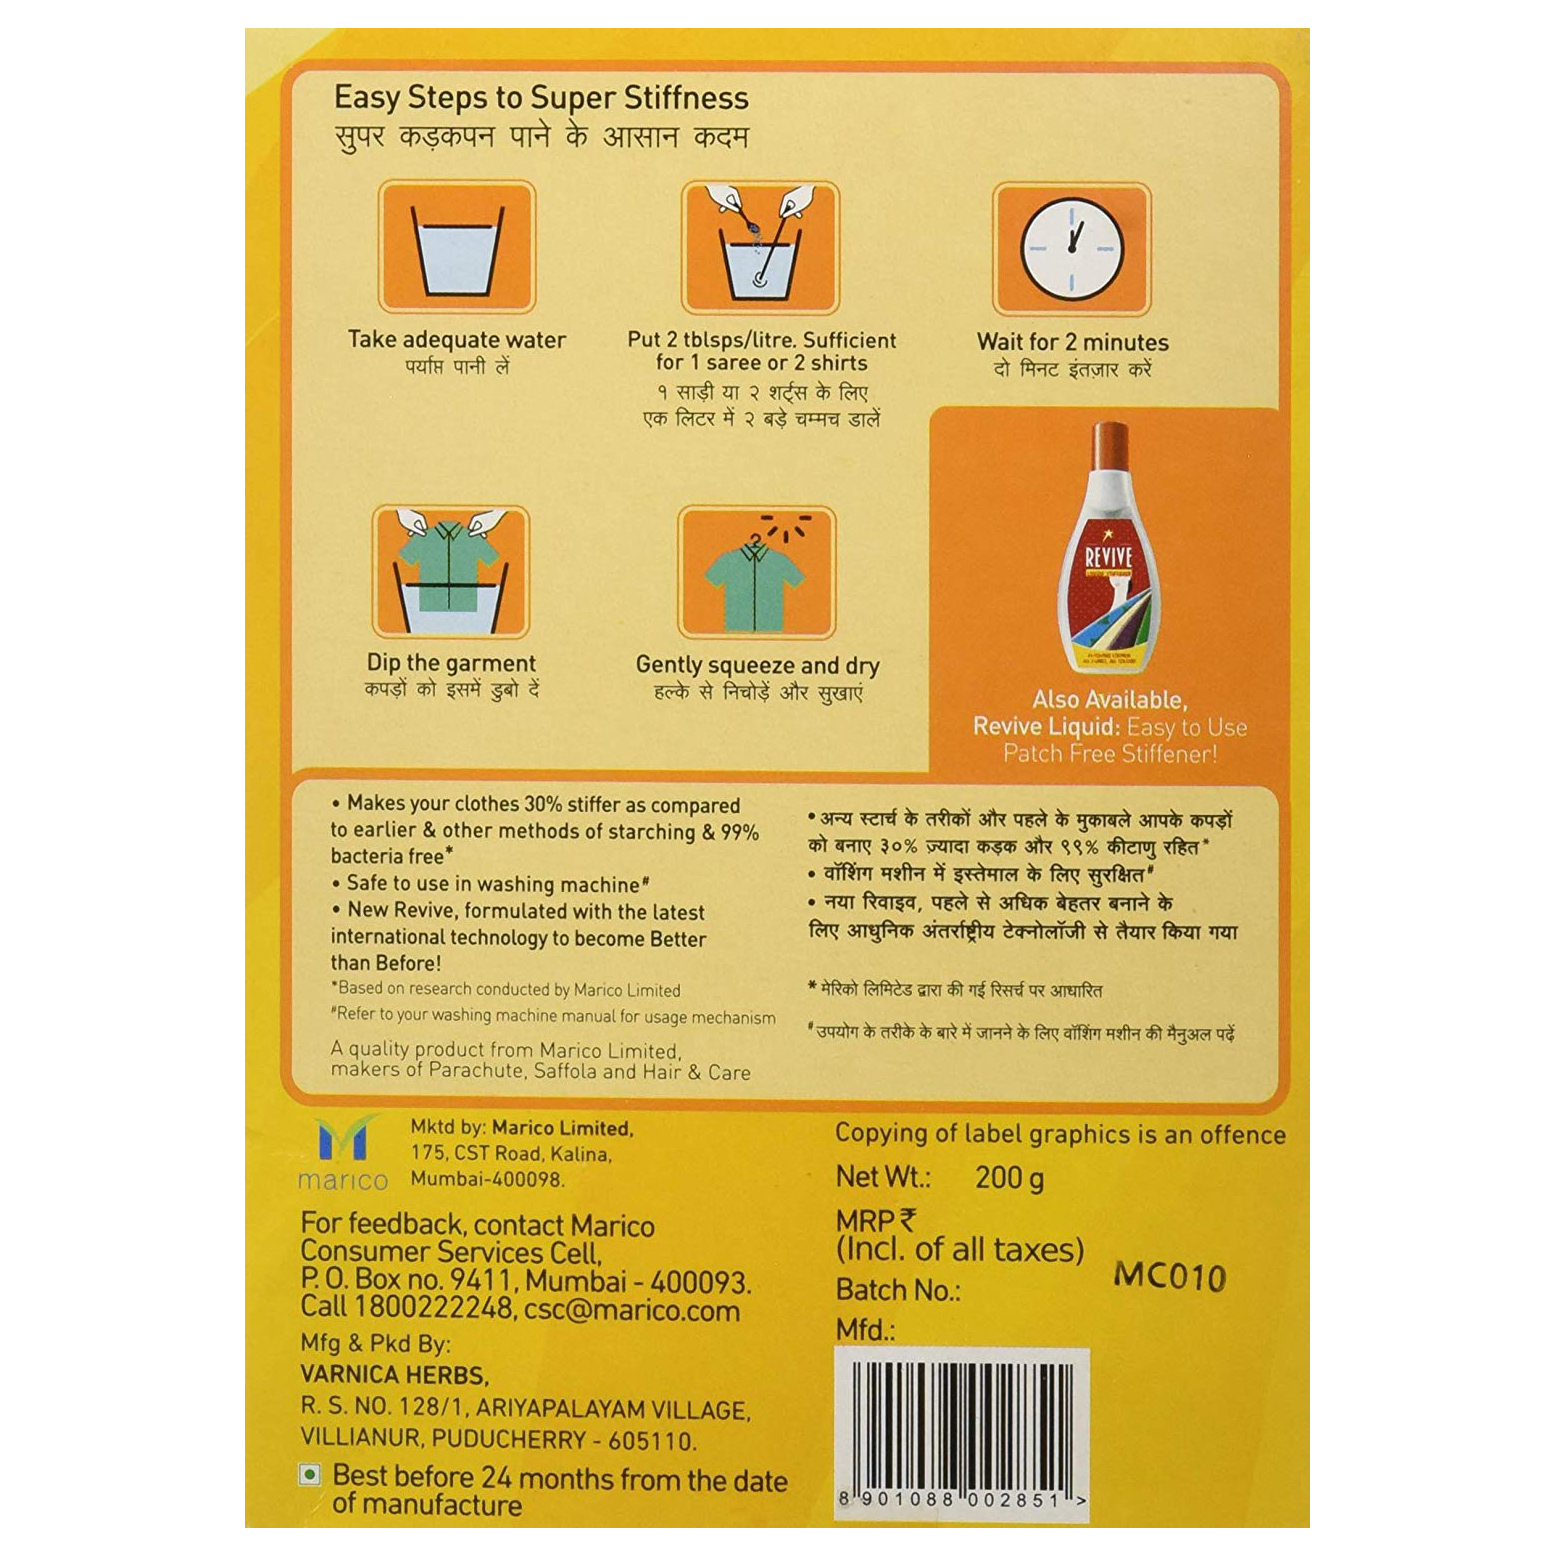 Easy Steps to Super Stiffness
सुपर कड़कपन पाने के आसान कदम
Take adequate water
पर्याप्त पानी लें
Put 2 tblsps/litre. Sufficient
for 1 saree or 2 shirts
१ साड़ी या २ शर्ट्स के लिए
एक लिटर में २ बड़े चम्मच डालें
Wait for 2 minutes
दो मिनट इंतज़ार करें
Dip the garment
कपड़ों को इसमें डुबो दें
Gently squeeze and dry
हल्के से निचोड़ें और सुखाएं
REVIVE
Also Available,
Revive Liquid: Easy to Use
Patch Free Stiffener!
• Makes your clothes 30% stiffer as compared
to earlier & other methods of starching & 99%
bacteria free*
• Safe to use in washing machine#
• New Revive, formulated with the latest
international technology to become Better
than Before!
*Based on research conducted by Marico Limited
#Refer to your washing machine manual for usage mechanism
A quality product from Marico Limited,
makers of Parachute, Saffola and Hair & Care
• अन्य स्टार्च के तरीकों और पहले के मुकाबले आपके कपड़ों
को बनाए ३०% ज़्यादा कड़क और ९९% कीटाणु रहित*
• वॉशिंग मशीन में इस्तेमाल के लिए सुरक्षित#
• नया रिवाइव, पहले से अधिक बेहतर बनाने के
लिए आधुनिक अंतर्राष्ट्रीय टेक्नोलॉजी से तैयार किया गया
* मेरिको लिमिटेड द्वारा की गई रिसर्च पर आधारित
#उपयोग के तरीके के बारे में जानने के लिए वॉशिंग मशीन की मैनुअल पढ़ें
marico
Mktd by: Marico Limited,
175, CST Road, Kalina,
Mumbai-400098.
For feedback, contact Marico
Consumer Services Cell,
P. O. Box no. 9411, Mumbai - 400093.
Call 1800222248, csc@marico.com
Mfg & Pkd By:
VARNICA HERBS,
R. S. NO. 128/1, ARIYAPALAYAM VILLAGE,
VILLIANUR, PUDUCHERRY - 605110.
Best before 24 months from the date
of manufacture
Copying of label graphics is an offence
Net Wt.: 200 g
MRP ₹
(Incl. of all taxes)
MC010
Batch No.:
Mfd.:
8 901088 002851 >